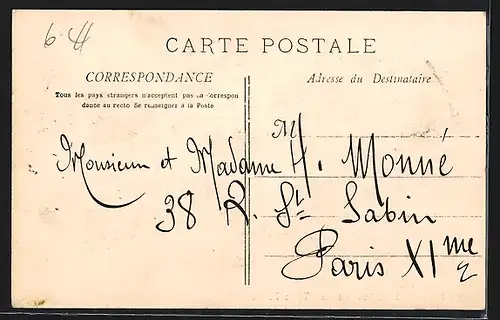 6-4
CARTE POSTALE
CORRESPONDANCE
Tous les pays étrangers n'acceptent pas la correspon
dance au recto Se renseigner à la Poste
Adresse du Destinataire
M
Monsieur et Madame H. Monné
38 R. St Sabin
Paris XIme